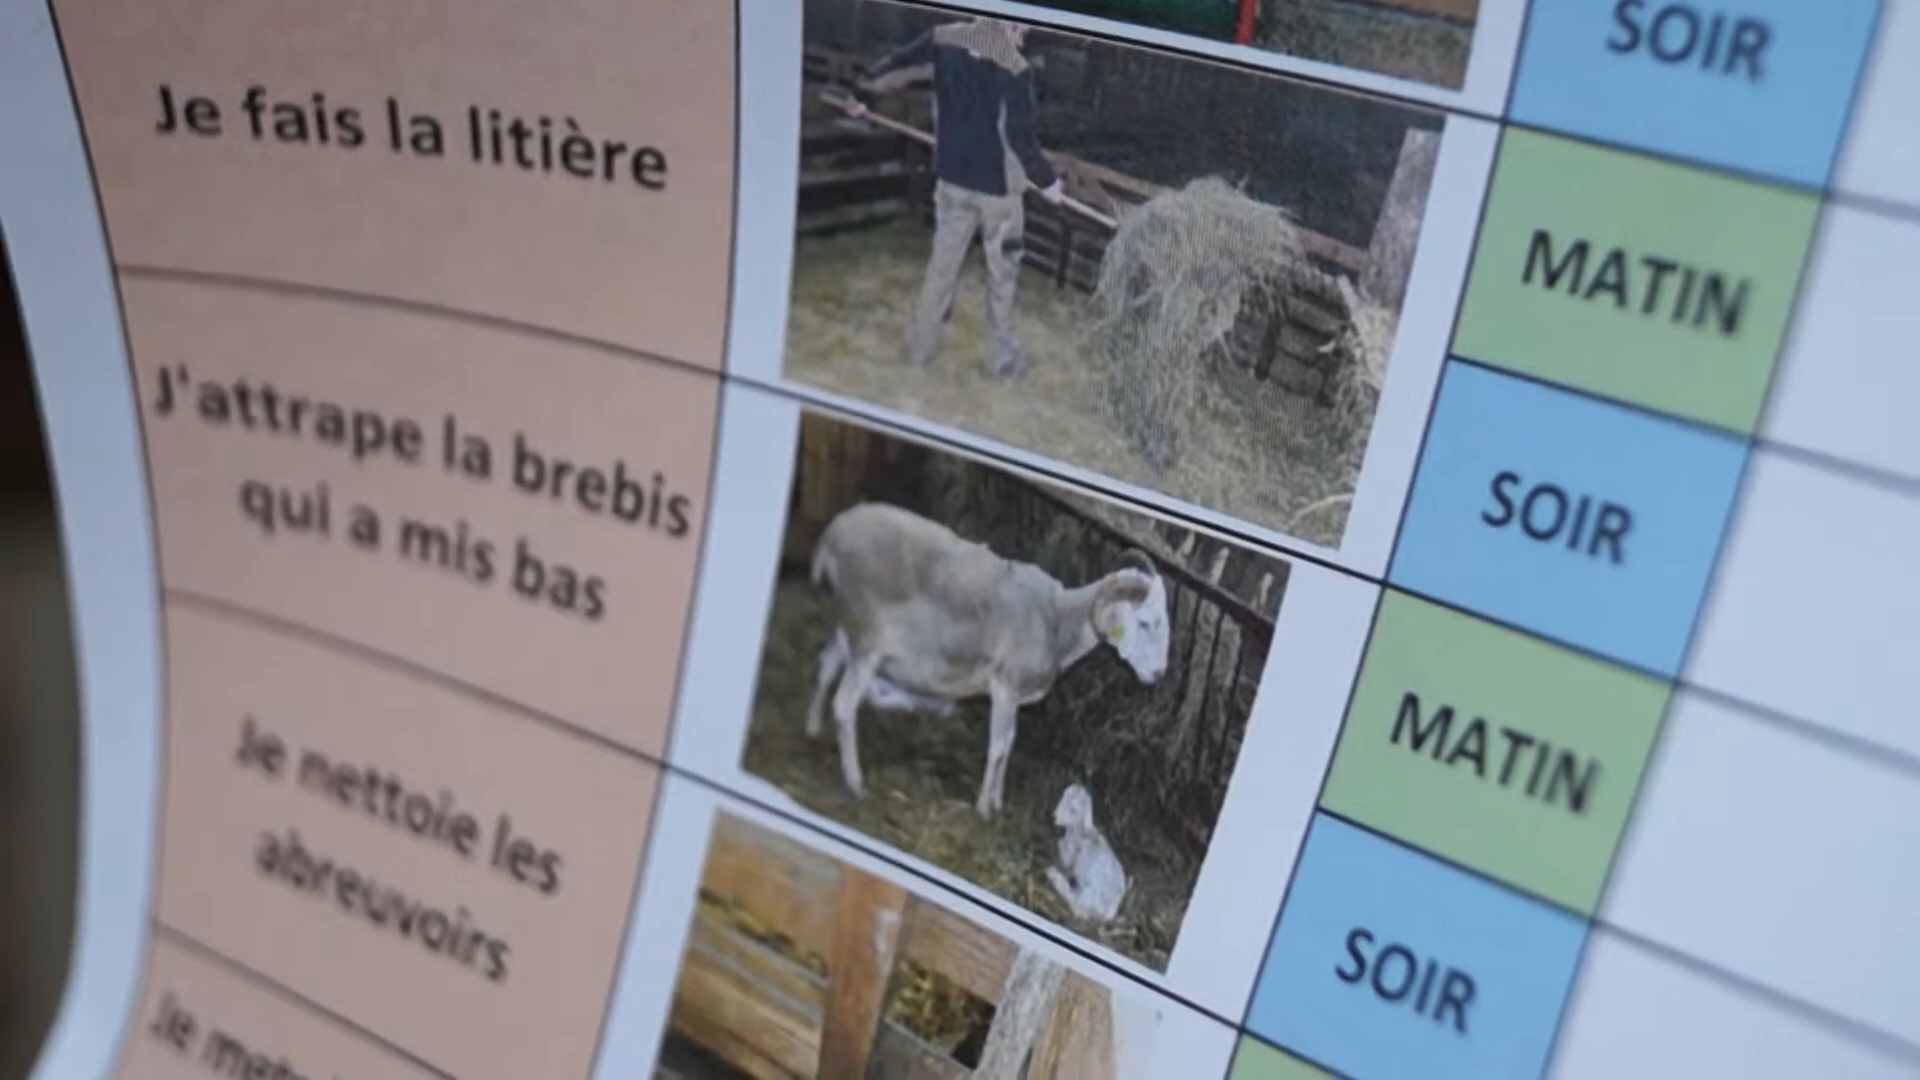 SOIR
Je fais la litière
MATIN
SOIR
J'attrape la brebis
qui a mis bas
MATIN
SOIR
Je nettoie les
abreuvoirs
Je